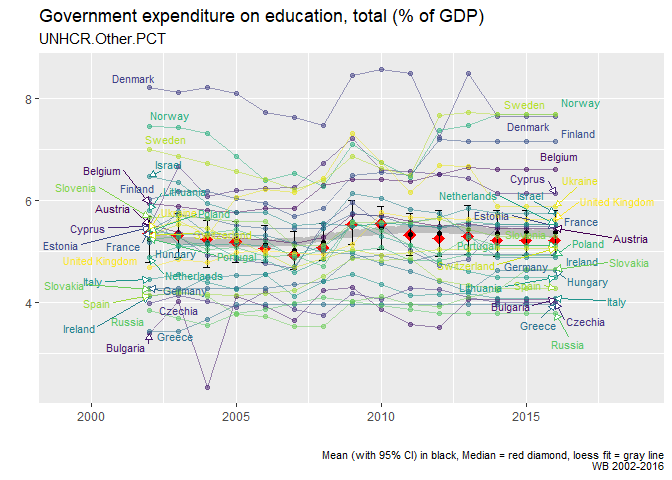 Government expenditure on education, total (% of GDP)
UNHCR.Other.PCT
8
6
4
Denmark
Norway
Sweden
Israel
Belgium
Lithuania
Slovenia
Finland
Austria
Ukraine
Poland
Cyprus
Estonia
France
Portugal
Hungary
United Kingdom
Netherlands
Italy
Slovakia
Germany
Spain
Czechia
Russia
Ireland
Greece
Bulgaria
Sweden
Norway
Denmark
Finland
Belgium
Cyprus
Ukraine
Netherlands
Israel
United Kingdom
Estonia
France
Austria
Slovenia
Portugal
Poland
Switzerland
Germany
Ireland
Slovakia
Lithuania
Spain
Hungary
Bulgaria
Italy
Greece
Czechia
Russia
2000
2005
2010
2015
Mean (with 95% CI) in black, Median = red diamond, loess fit = gray line
WB 2002-2016